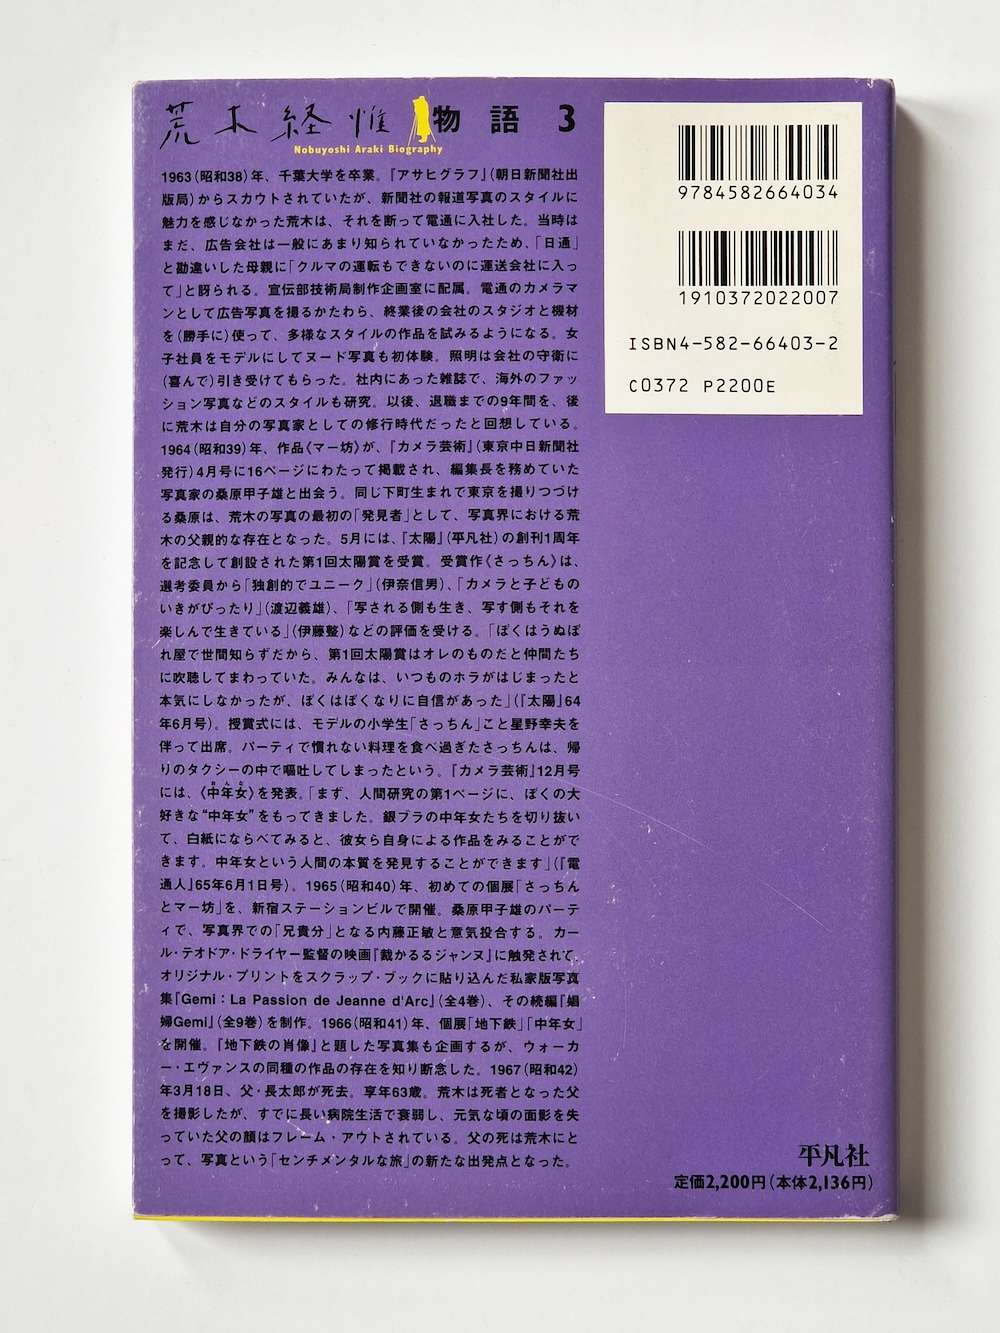 荒木経惟物語 3
Nobuyoshi Araki Biography
1963(昭和38)年、千葉大学を卒業。『アサヒグラフ』(朝日新聞社出
版局)からスカウトされていたが、新聞社の報道写真のスタイルに
魅力を感じなかった荒木は、それを断って電通に入社した。当時は
まだ、広告会社は一般にあまり知られていなかったため、「日通」
と勘違いした母親に「クルマの運転もできないのに運送会社に入っ
て」と訝られる。宣伝部技術局制作企画室に配属。電通のカメラマ
ンとして広告写真を撮るかたわら、終業後の会社のスタジオと機材
を(勝手に)使って、多様なスタイルの作品を試みるようになる。女
子社員をモデルにしてヌード写真も初体験。照明は会社の守衛に
(喜んで)引き受けてもらった。社内にあった雑誌で、海外のファッ
ション写真などのスタイルも研究。以後、退職までの9年間を、後
に荒木は自分の写真家としての修行時代だったと回想している。
1964(昭和39)年、作品〈マー坊〉が、『カメラ芸術』(東京中日新聞社
発行)4月号に16ページにわたって掲載され、編集長を務めていた
写真家の桑原甲子雄と出会う。同じ下町生まれで東京を撮りつづけ
る桑原は、荒木の写真の最初の「発見者」として、写真界における荒
木の父親的な存在となった。5月には、『太陽』(平凡社)の創刊1周年
を記念して創設された第1回太陽賞を受賞。受賞作〈さっちん〉は、
選考委員から「独創的でユニーク」(伊奈信男)、「カメラと子どもの
いきがぴったり」(渡辺義雄)、「写される側も生き、写す側もそれを
楽しんで生きている」(伊藤整)などの評価を受ける。「ぼくはうぬぼ
れ屋で世間知らずだから、第1回太陽賞はオレのものだと仲間たち
に吹聴してまわっていた。みんなは、いつものホラがはじまったと
本気にしなかったが、ぼくはぼくなりに自信があった」(『太陽』64
年6月号)。授賞式には、モデルの小学生「さっちん」こと星野幸夫を
伴って出席。パーティで慣れない料理を食べ過ぎたさっちんは、帰
りのタクシーの中で嘔吐してしまったという。『カメラ芸術』12月号
には、〈中年女〉を発表。「まず、人間研究の第1ページに、ぼくの大
好きな“中年女”をもってきました。銀ブラの中年女たちを切り抜い
て、白紙にならべてみると、彼女ら自身による作品をみることがで
きます。中年女という人間の本質を発見することができます」(『電
通人』65年6月1日号)。1965(昭和40)年、初めての個展「さっちん
とマー坊」を、新宿ステーションビルで開催。桑原甲子雄のパーテ
ィで、写真界での「兄貴分」となる内藤正敏と意気投合する。カー
ル・テオドア・ドライヤー監督の映画『裁かるるジャンヌ』に触発されて、
オリジナル・プリントをスクラップ・ブックに貼り込んだ私家版写真
集『Gemi：La Passion de Jeanne d'Arc』(全4巻)、その続編『娼
婦Gemi』(全9巻)を制作。1966(昭和41)年、個展「地下鉄」「中年女」
を開催。『地下鉄の肖像』と題した写真集も企画するが、ウォーカ
ー・エヴァンスの同種の作品の存在を知り断念した。1967(昭和42)
年3月18日、父・長太郎が死去。享年63歳。荒木は死者となった父
を撮影したが、すでに長い病院生活で衰弱し、元気な頃の面影を失
っていた父の顔はフレーム・アウトされている。父の死は荒木にと
って、写真という「センチメンタルな旅」の新たな出発点となった。
9784582664034
1910372022007
ISBN4-582-66403-2
C0372 P2200E
平凡社
定価2,200円(本体2,136円)